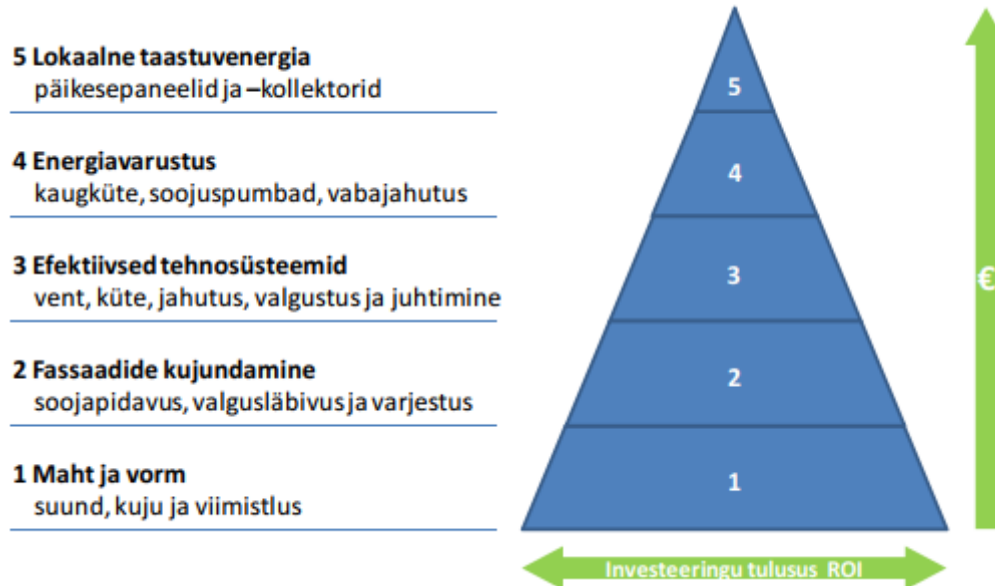 5 Lokaalne taastuvenergia
päikesepaneelid ja –kollektorid
4 Energiavarustus
kaugküte, soojuspumbad, vabajahutus
3 Efektiivsed tehnosüsteemid
vent, küte, jahutus, valgustus ja juhtimine
2 Fassaadide kujundamine
soojapidavus, valgusläbivus ja varjestus
1 Maht ja vorm
suund, kuju ja viimistlus
5
4
3
2
1
€
Investeeringu tulusus ROI